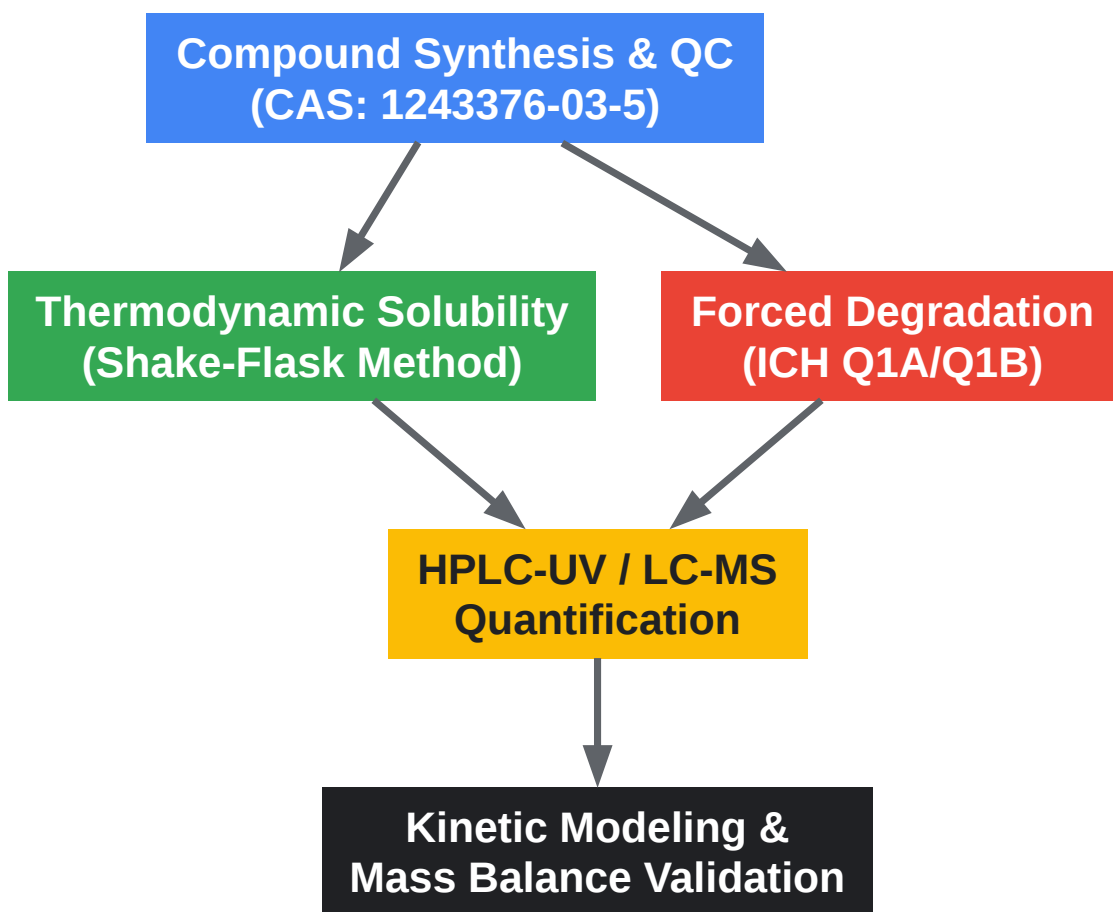 Compound Synthesis & QC
(CAS: 1243376-03-5)
Thermodynamic Solubility
(Shake-Flask Method)
Forced Degradation
(ICH Q1A/Q1B)
HPLC-UV / LC-MS
Quantification
Kinetic Modeling &
Mass Balance Validation